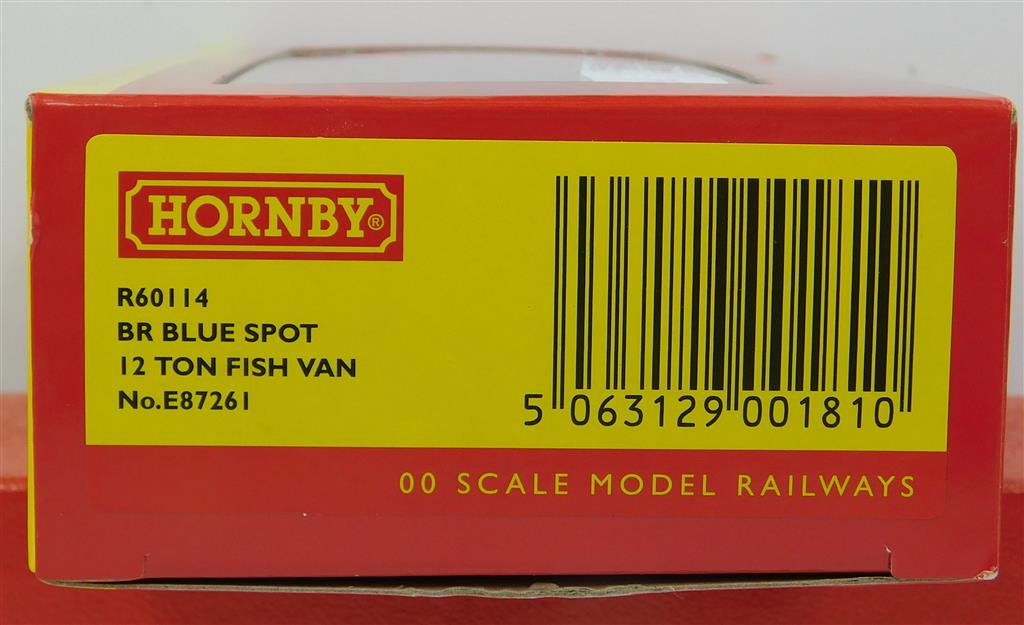 HORNBY®
R60114
BR BLUE SPOT
12 TON FISH VAN
No.E87261
5 063129 001810
00 SCALE MODEL RAILWAYS